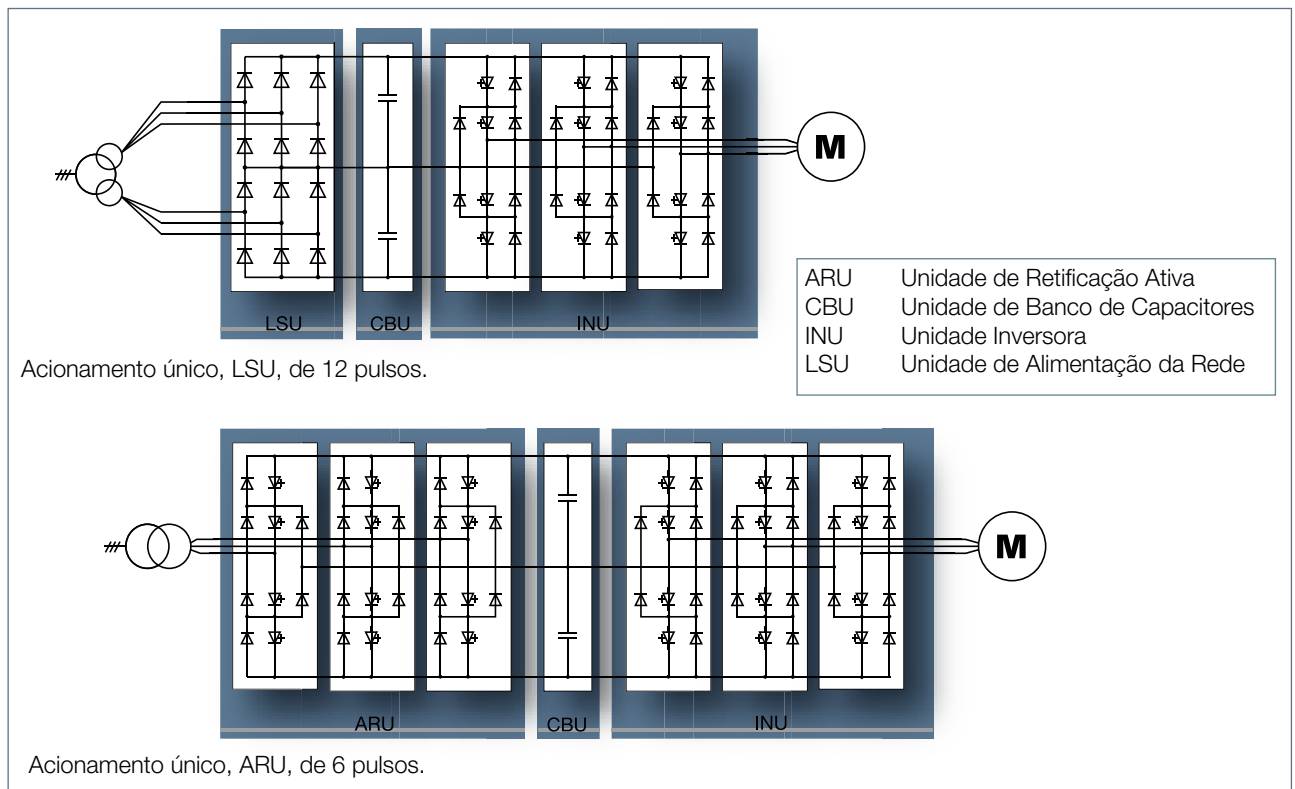 M
LSU
CBU
INU
ARU Unidade de Retificação Ativa
CBU Unidade de Banco de Capacitores
INU Unidade Inversora
LSU Unidade de Alimentação da Rede
Acionamento único, LSU, de 12 pulsos.
M
ARU
CBU
INU
Acionamento único, ARU, de 6 pulsos.